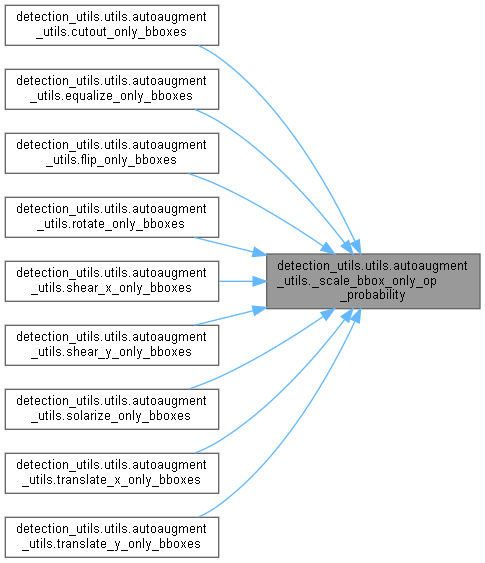 detection_utils.utils.autoaugment
_utils.cutout_only_bboxes
detection_utils.utils.autoaugment
_utils.equalize_only_bboxes
detection_utils.utils.autoaugment
_utils.flip_only_bboxes
detection_utils.utils.autoaugment
_utils.rotate_only_bboxes
detection_utils.utils.autoaugment
_utils.shear_x_only_bboxes
detection_utils.utils.autoaugment
_utils.shear_y_only_bboxes
detection_utils.utils.autoaugment
_utils.solarize_only_bboxes
detection_utils.utils.autoaugment
_utils.translate_x_only_bboxes
detection_utils.utils.autoaugment
_utils.translate_y_only_bboxes
detection_utils.utils.autoaugment
_utils._scale_bbox_only_op
_probability